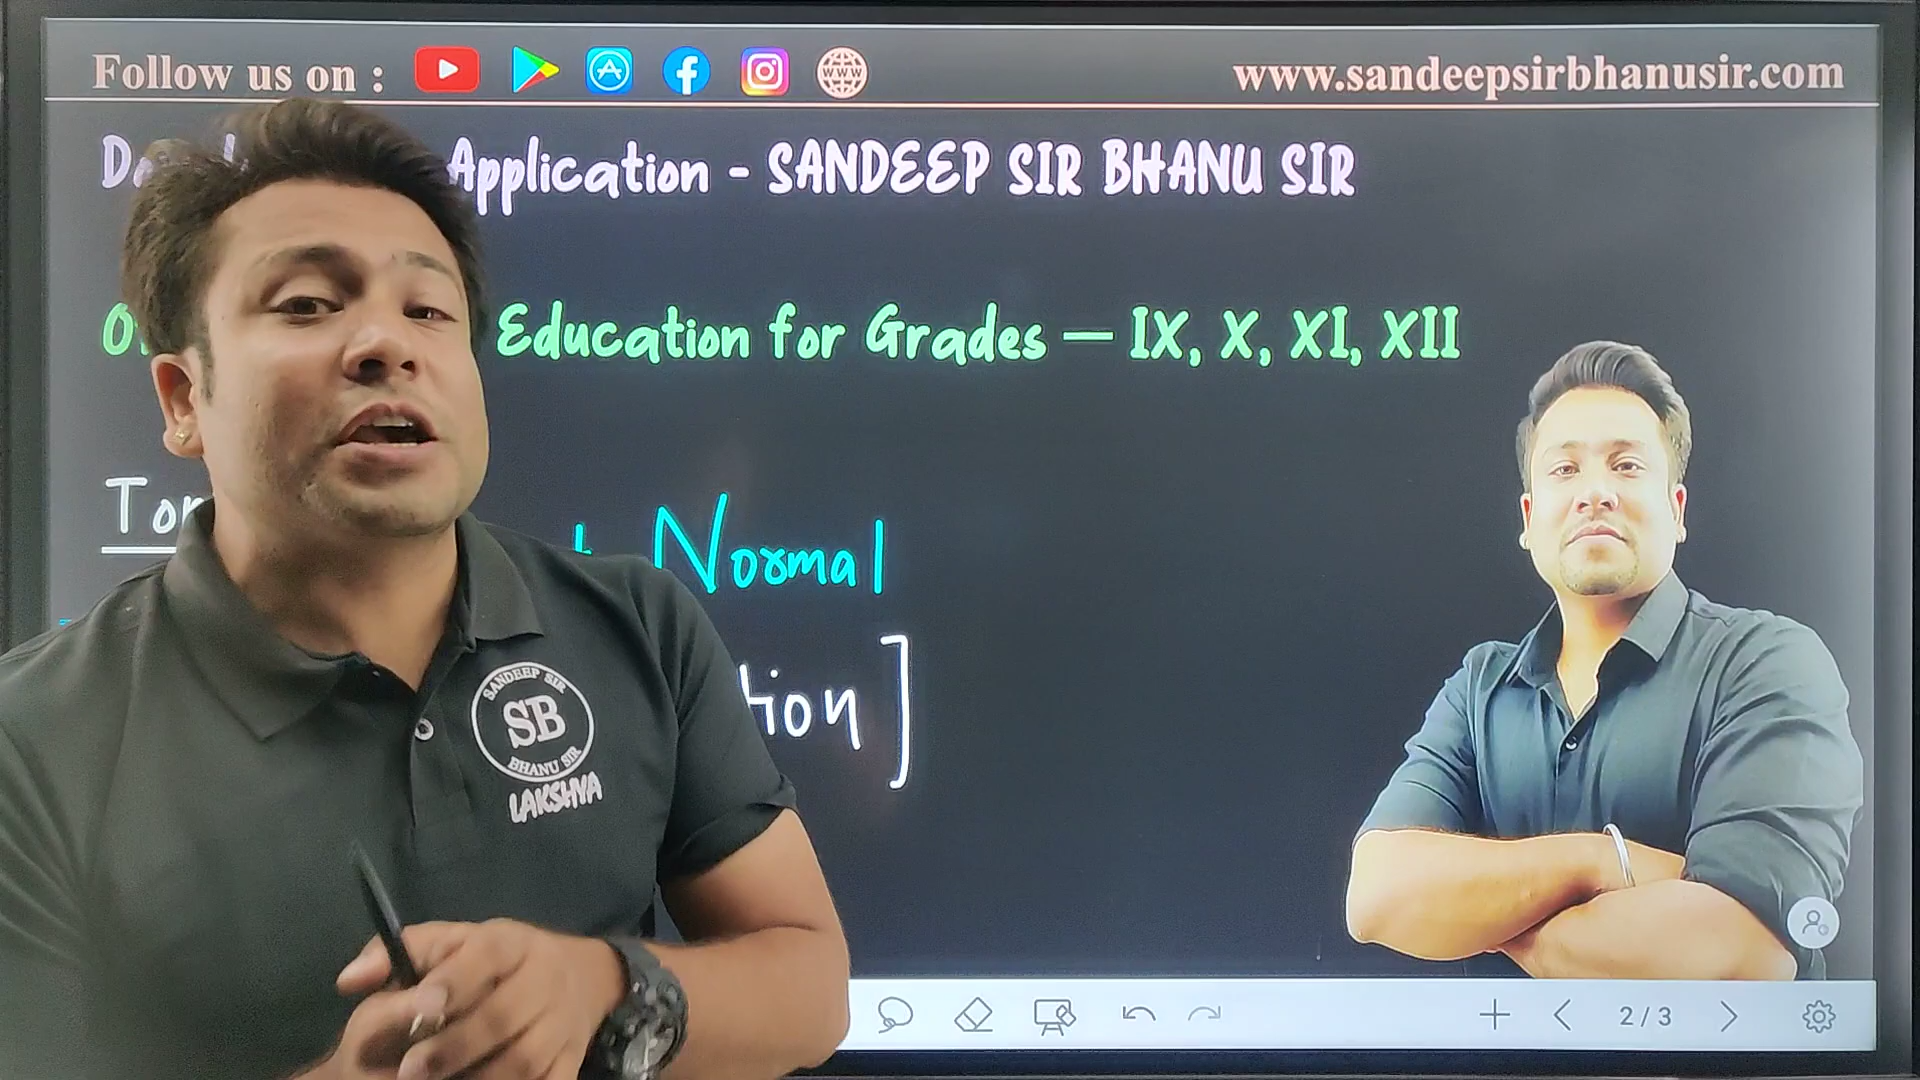 Follow us on :
www.sandeepsirbhanusir.com
Application - SANDEEP SIR BHANU SIR
Education for Grades — IX, X, XI, XII
Normal
]
SANDEEP SIR
SB
BHANU SIR
LAKSHYA
2/3